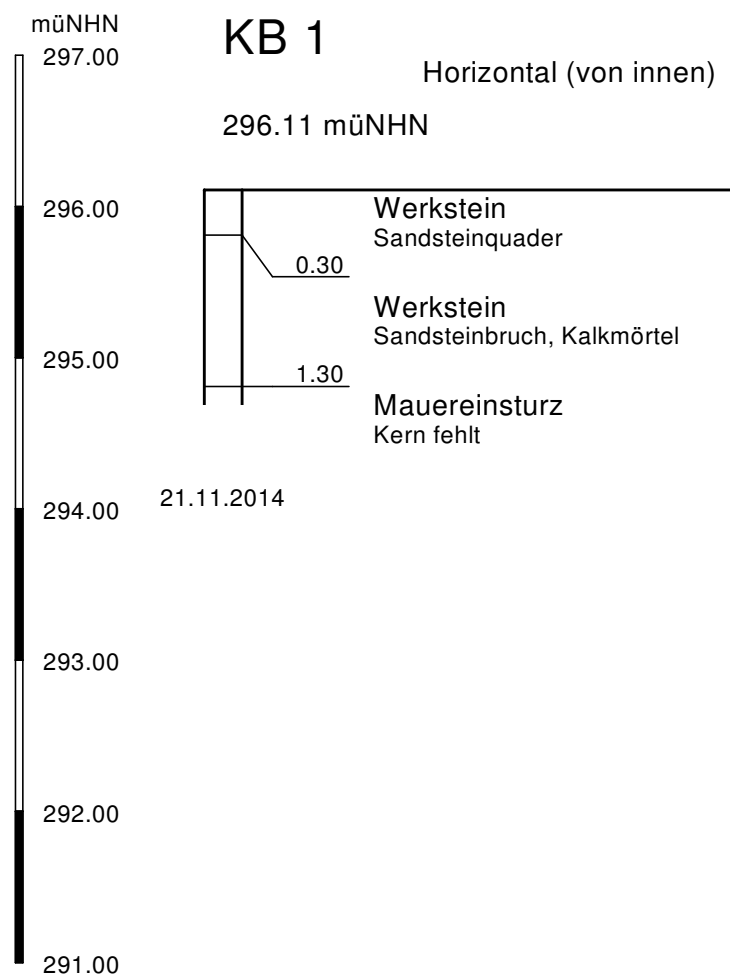 müNHN
297.00
KB 1
Horizontal (von innen)
296.11 müNHN
296.00
Werkstein
Sandsteinquader
0.30
Werkstein
Sandsteinbruch, Kalkmörtel
295.00
1.30
Mauereinsturz
Kern fehlt
21.11.2014
294.00
293.00
292.00
291.00